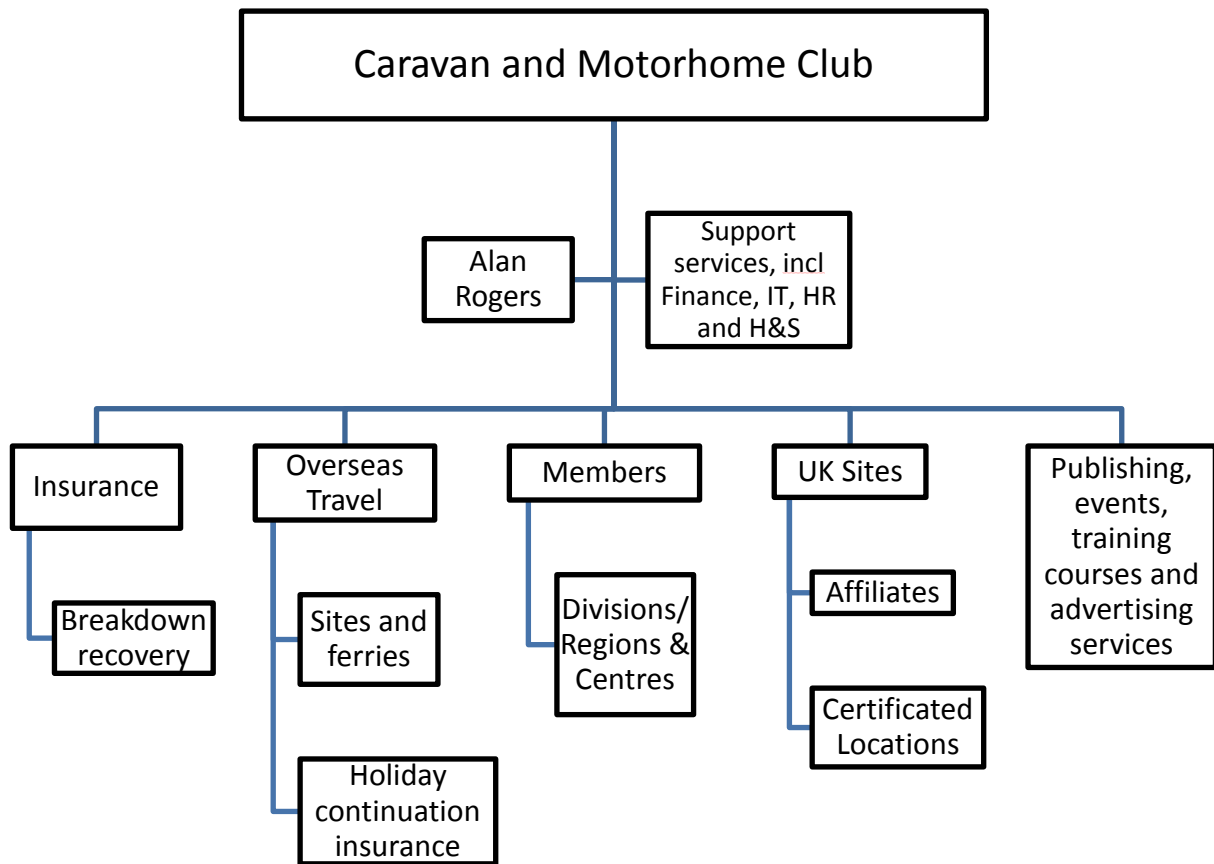 Caravan and Motorhome Club
Alan
Rogers
Support
services, incl
Finance, IT, HR
and H&S
Insurance
Overseas
Travel
Members
UK Sites
Publishing,
events,
training
courses and
advertising
services
Breakdown
recovery
Sites and
ferries
Divisions/
Regions &
Centres
Affiliates
Certificated
Locations
Holiday
continuation
insurance